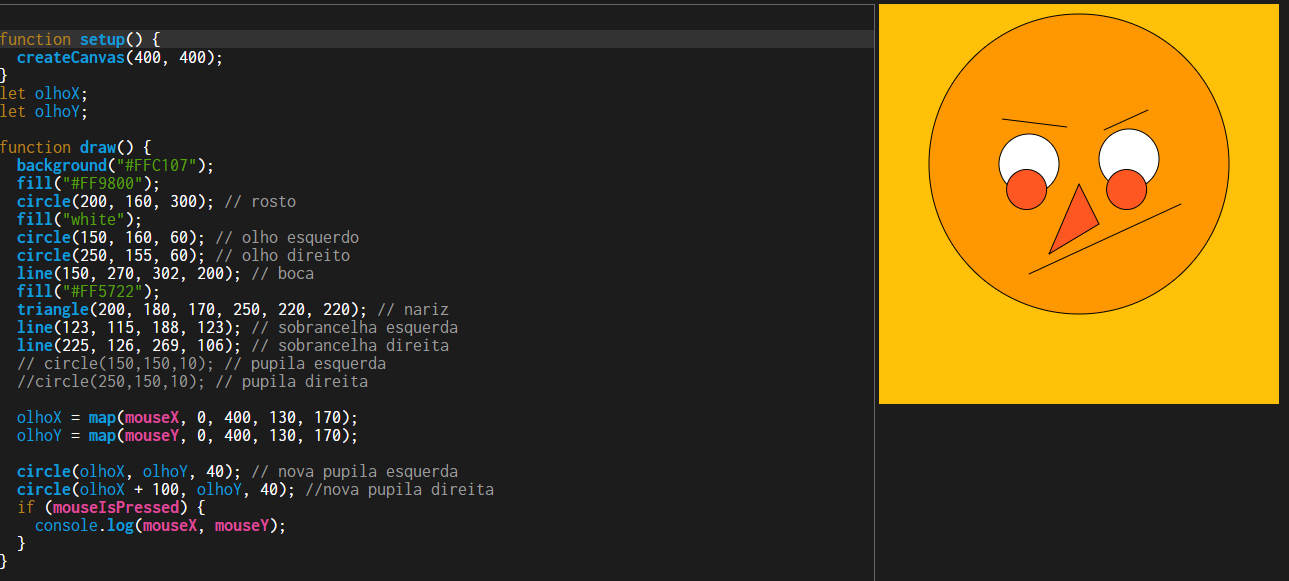 function setup() {
  createCanvas(400, 400);
}
let olhoX;
let olhoY;

function draw() {
  background("#FFC107");
  fill("#FF9800");
  circle(200, 160, 300); // rosto
  fill("white");
  circle(150, 160, 60); // olho esquerdo
  circle(250, 155, 60); // olho direito
  line(150, 270, 302, 200); // boca
  fill("#FF5722");
  triangle(200, 180, 170, 250, 220, 220); // nariz
  line(123, 115, 188, 123); // sobrancelha esquerda
  line(225, 126, 269, 106); // sobrancelha direita
  // circle(150,150,10); // pupila esquerda
  //circle(250,150,10); // pupila direita

  olhoX = map(mouseX, 0, 400, 130, 170);
  olhoY = map(mouseY, 0, 400, 130, 170);

  circle(olhoX, olhoY, 40); // nova pupila esquerda
  circle(olhoX + 100, olhoY, 40); //nova pupila direita
  if (mouseIsPressed) {
    console.log(mouseX, mouseY);
  }
}